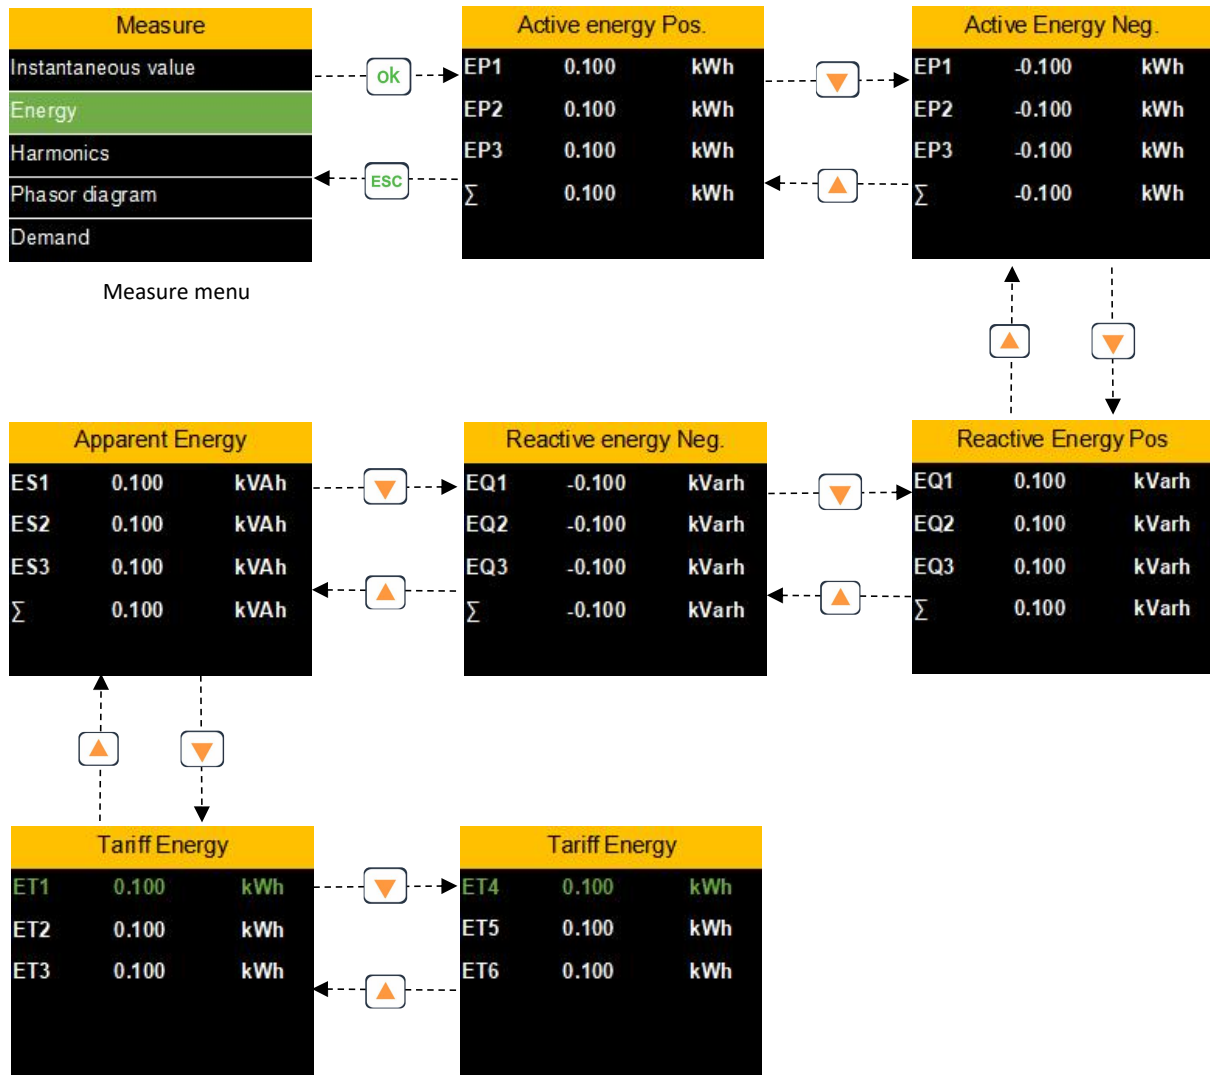 Measure
Instantaneous value
Energy
Harmonics
Phasor diagram
Demand
Measure menu
ok
ESC
Active energy Pos.
EP1 0.100 kWh
EP2 0.100 kWh
EP3 0.100 kWh
∑ 0.100 kWh
Active Energy Neg.
EP1 -0.100 kWh
EP2 -0.100 kWh
EP3 -0.100 kWh
∑ -0.100 kWh
Apparent Energy
ES1 0.100 kVAh
ES2 0.100 kVAh
ES3 0.100 kVAh
∑ 0.100 kVAh
Reactive energy Neg.
EQ1 -0.100 kVarh
EQ2 -0.100 kVarh
EQ3 -0.100 kVarh
∑ -0.100 kVarh
Reactive Energy Pos
EQ1 0.100 kVarh
EQ2 0.100 kVarh
EQ3 0.100 kVarh
∑ 0.100 kVarh
Tariff Energy
ET1 0.100 kWh
ET2 0.100 kWh
ET3 0.100 kWh
Tariff Energy
ET4 0.100 kWh
ET5 0.100 kWh
ET6 0.100 kWh